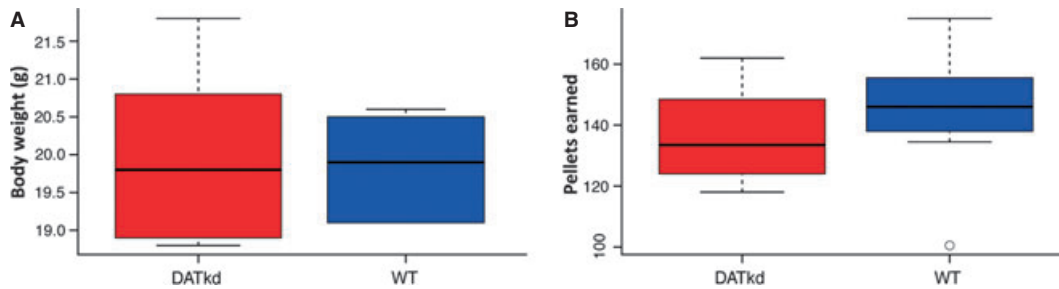 A
Body weight (g)
21.5
21.0
20.5
20.0
19.5
19.0
DATkd
WT
B
Pellets earned
160
140
120
100
DATkd
WT